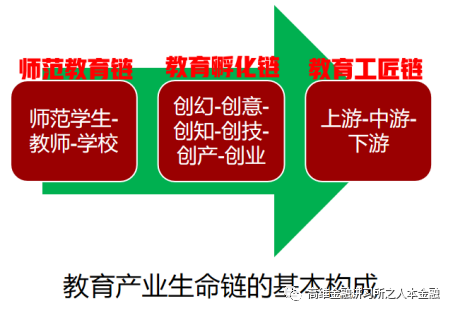 师范教育链
教育孵化链
教育工匠链
师范学生-
教师-学校
创幻-创意-
创知-创技-
创产-创业
上游-中游-
下游
教育产业生命链的基本构成
高维金融讲习所之人本金融